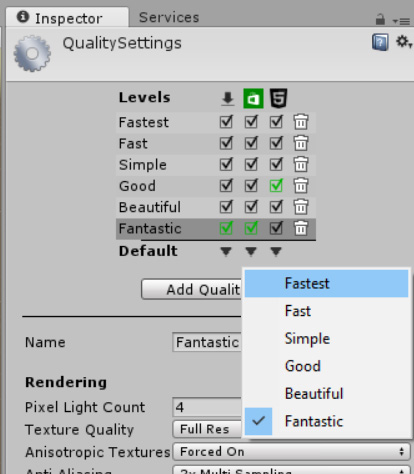 Inspector Services
QualitySettings
Levels
Fastest
Fast
Simple
Good
Beautiful
Fantastic
Default
Add Qualit
Fastest
Fast
Simple
Good
Beautiful
Fantastic
Name Fantastic
Rendering
Pixel Light Count 4
Texture Quality Full Res
Anisotropic Textures Forced On
Anti Aliasing 2x Multi Sampling